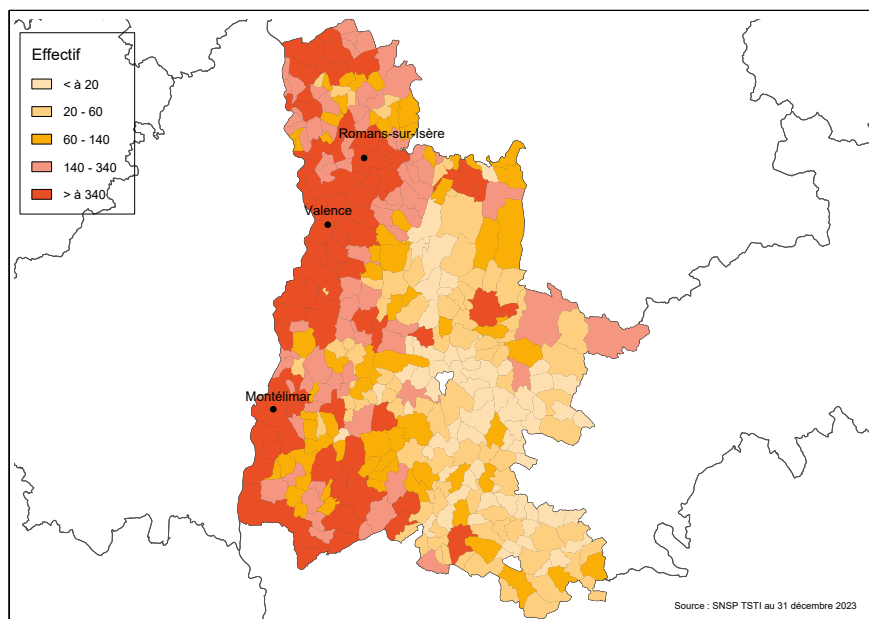 Effectif
< à 20
20 - 60
60 - 140
140 - 340
> à 340
Romans-sur-Isère
Valence
Montélimar
Source : SNSP TSTI au 31 décembre 2023